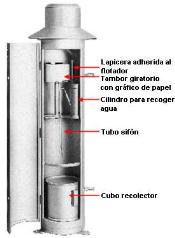 Lapicera adherida al
flotador
Tambor giratorio
con gráfico de papel
Cilindro para recoger
agua
Tubo sifón
Cubo recolector